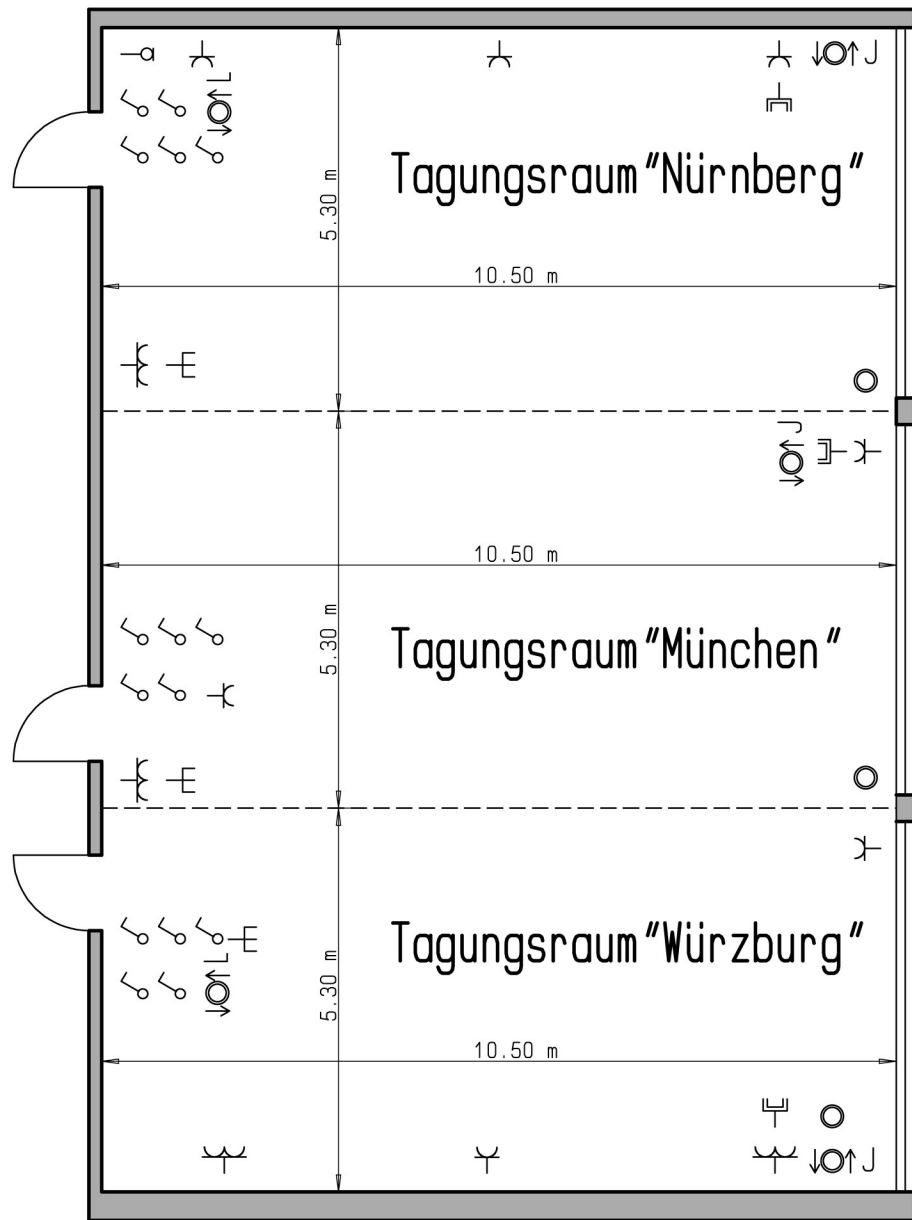 J
L
Tagungsraum "Nürnberg"
5.30 m
10.50 m
J
10.50 m
5.30 m
Tagungsraum "München"
Tagungsraum "Würzburg"
L
5.30 m
10.50 m
J